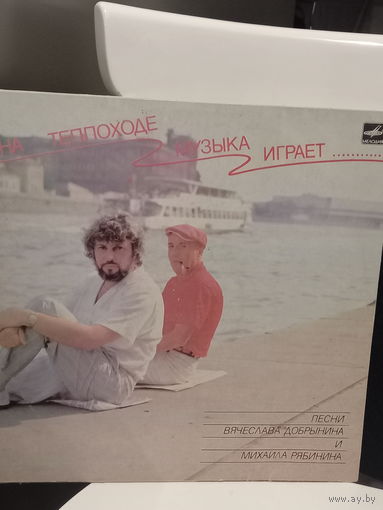 НА ТЕПЛОХОДЕ МУЗЫКА ИГРАЕТ ............
МЕЛОДИЯ
ПЕСНИ
ВЯЧЕСЛАВА ДОБРЫНИНА
И
МИХАИЛА РЯБИНИНА
© www.ay.by